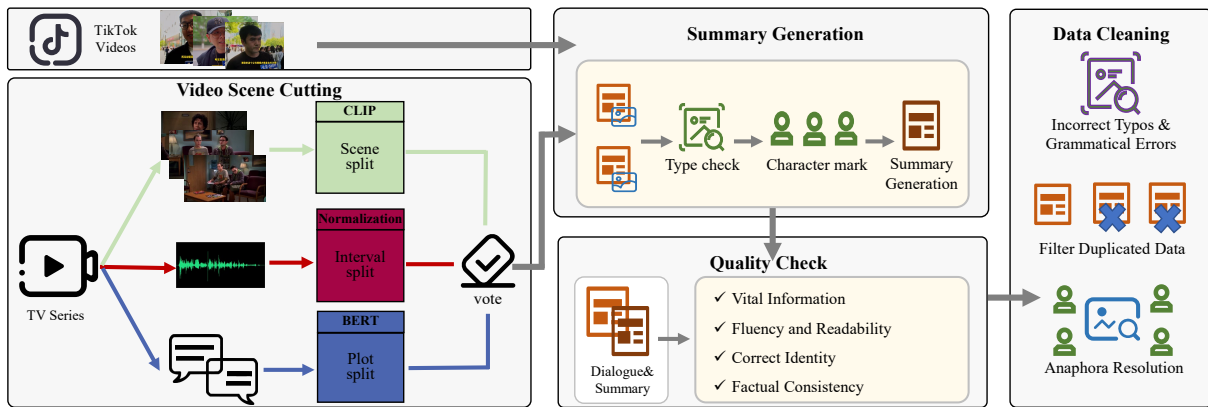 TikTok
Videos
Video Scene Cutting
CLIP
Scene
split
Normalization
Interval
split
BERT
Plot
split
TV Series
vote
Summary Generation
Type check
Character mark
Summary
Generation
Quality Check
Dialogue&
Summary
✓ Vital Information
✓ Fluency and Readability
✓ Correct Identity
✓ Factual Consistency
Data Cleaning
Incorrect Typos &
Grammatical Errors
Filter Duplicated Data
Anaphora Resolution